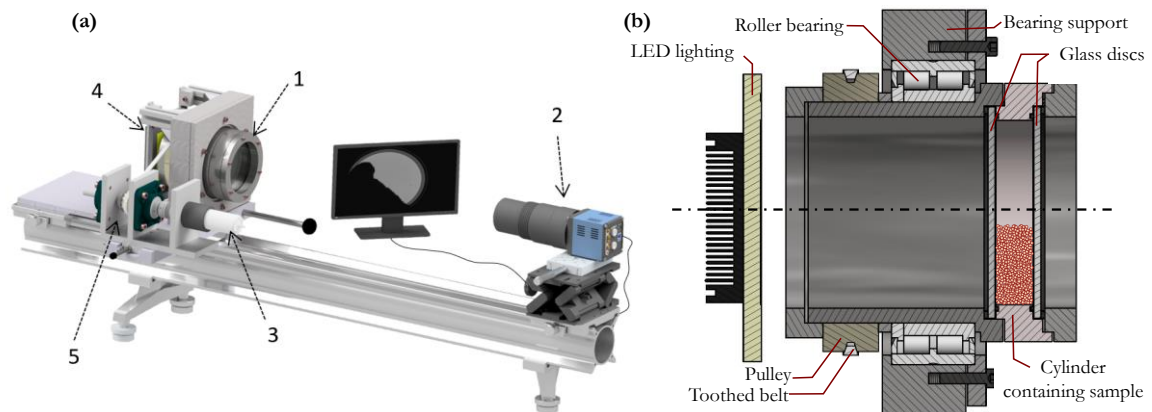 (a)
1
2
3
4
5
(b)
Roller bearing
Bearing support
LED lighting
Glass discs
Pulley
Toothed belt
Cylinder
containing sample